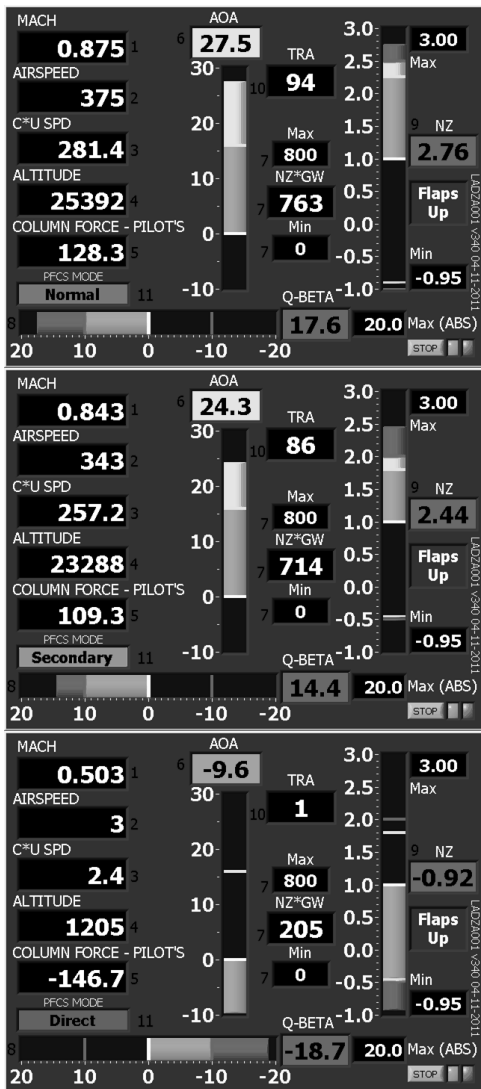 MACH
0.875 1
AIRSPEED
375 2
C*U SPD
281.4 3
ALTITUDE
25392 4
COLUMN FORCE - PILOT'S
128.3 5
PFCS MODE
Normal 11
AOA
6 27.5
30
20
10
0
-10
TRA
10 94
Max
7 800
NZ*GW
7 763
Min
7 0
3.0
2.5
2.0
1.5
1.0
0.5
0.0
-0.5
-1.0
3.00
Max
9 NZ
2.76
Flaps
Up
Min
-0.95
LADZA001 v340 04-11-2011
Q-BETA
8 17.6 20.0 Max (ABS)
20 10 0 -10 -20
STOP
MACH
0.843 1
AIRSPEED
343 2
C*U SPD
257.2 3
ALTITUDE
23288 4
COLUMN FORCE - PILOT'S
109.3 5
PFCS MODE
Secondary 11
AOA
6 24.3
30
20
10
0
-10
TRA
10 86
Max
7 800
NZ*GW
7 714
Min
7 0
3.0
2.5
2.0
1.5
1.0
0.5
0.0
-0.5
-1.0
3.00
Max
9 NZ
2.44
Flaps
Up
Min
-0.95
LADZA001 v340 04-11-2011
Q-BETA
8 14.4 20.0 Max (ABS)
20 10 0 -10 -20
STOP
MACH
0.503 1
AIRSPEED
3 2
C*U SPD
2.4 3
ALTITUDE
1205 4
COLUMN FORCE - PILOT'S
-146.7 5
PFCS MODE
Direct 11
AOA
6 -9.6
30
20
10
0
-10
TRA
10 1
Max
7 800
NZ*GW
7 205
Min
7 0
3.0
2.5
2.0
1.5
1.0
0.5
0.0
-0.5
-1.0
3.00
Max
9 NZ
-0.92
Flaps
Up
Min
-0.95
LADZA001 v340 04-11-2011
Q-BETA
8 -18.7 20.0 Max (ABS)
20 10 0 -10 -20
STOP